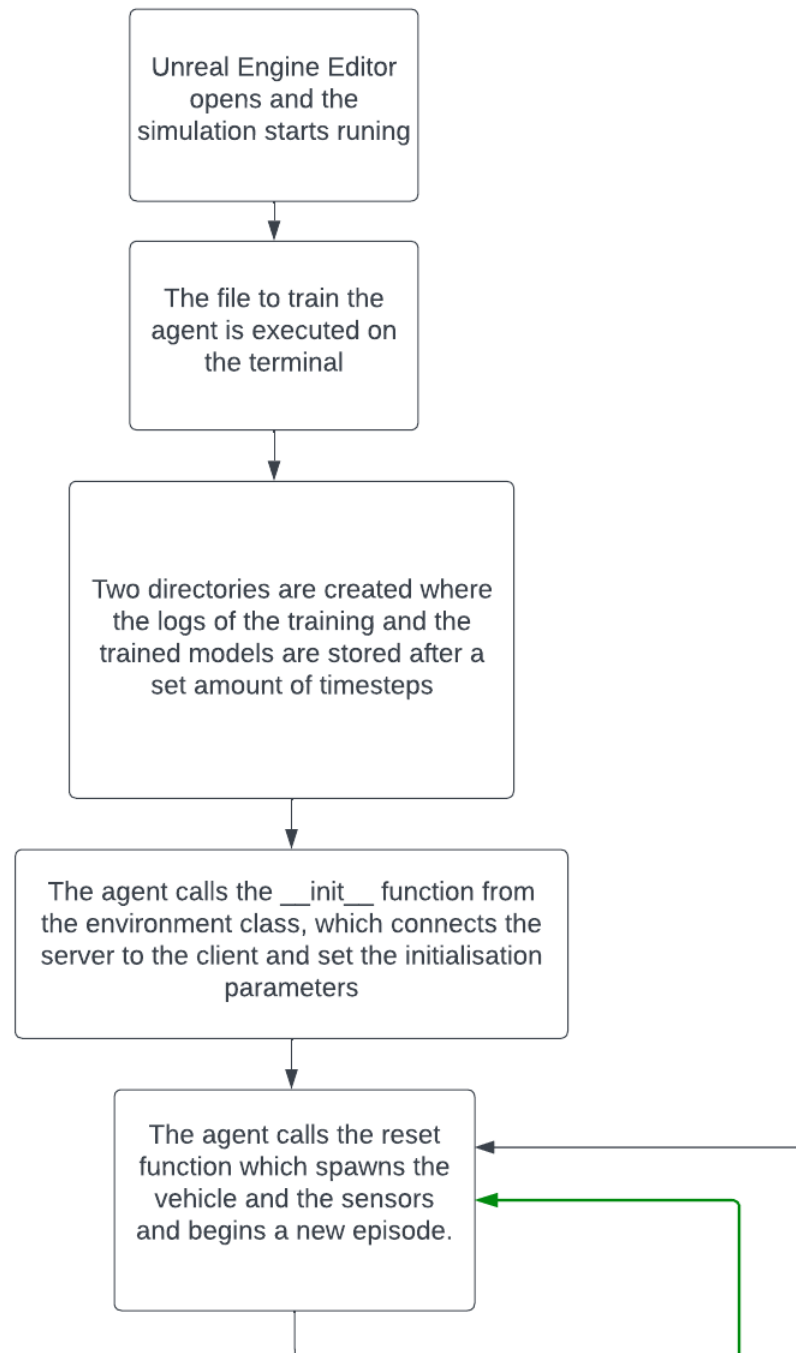 Unreal Engine Editor
opens and the
simulation starts runing
The file to train the
agent is executed on
the terminal
Two directories are created where
the logs of the training and the
trained models are stored after a
set amount of timesteps
The agent calls the __init__ function from
the environment class, which connects the
server to the client and set the initialisation
parameters
The agent calls the reset
function which spawns the
vehicle and the sensors
and begins a new episode.